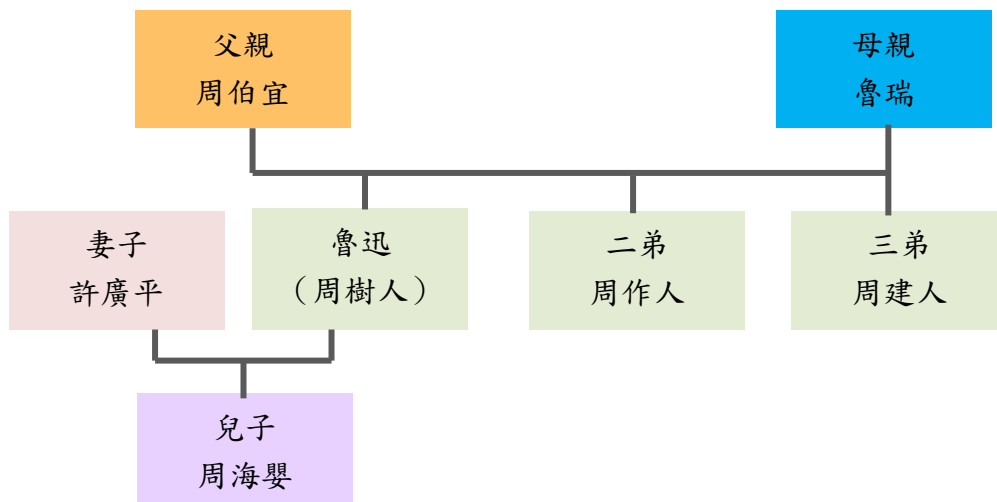 父親
周伯宜
母親
魯瑞
妻子
許廣平
魯迅
（周樹人）
二弟
周作人
三弟
周建人
兒子
周海嬰